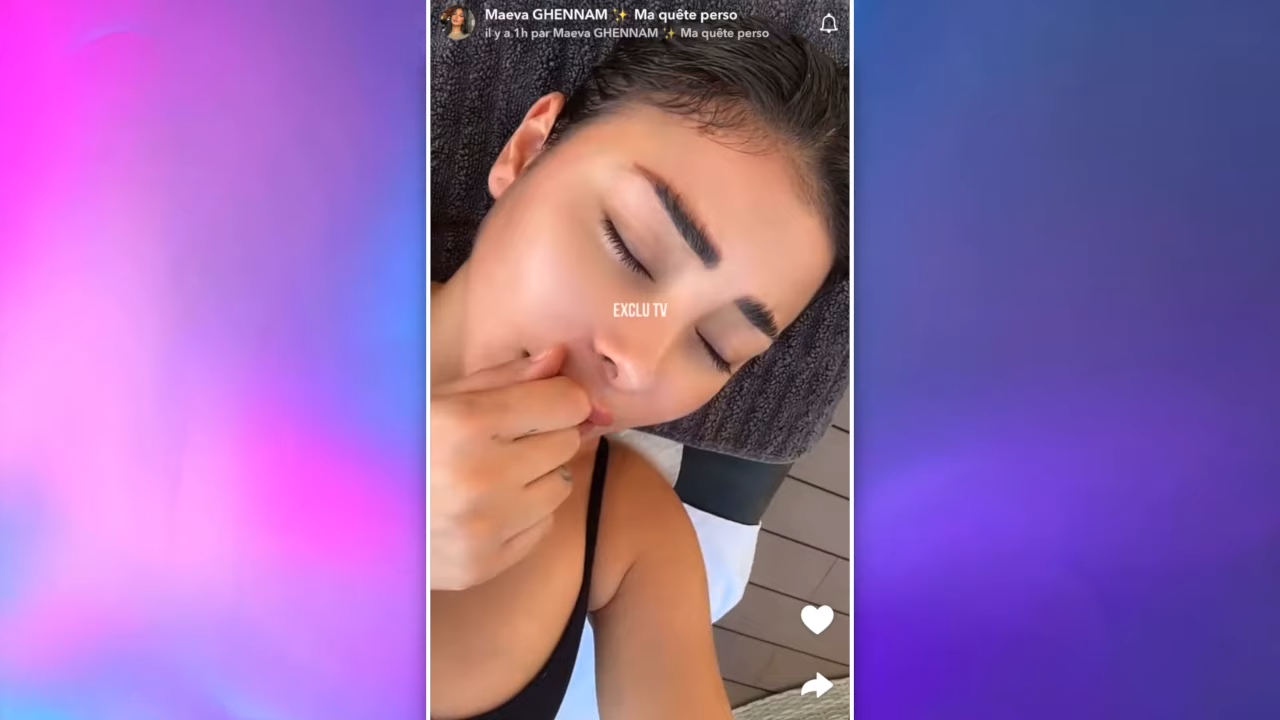 Maeva GHENNAM ✨ Ma quête perso
il y a 1h par Maeva GHENNAM ✨ Ma quête perso
EXCLU TV